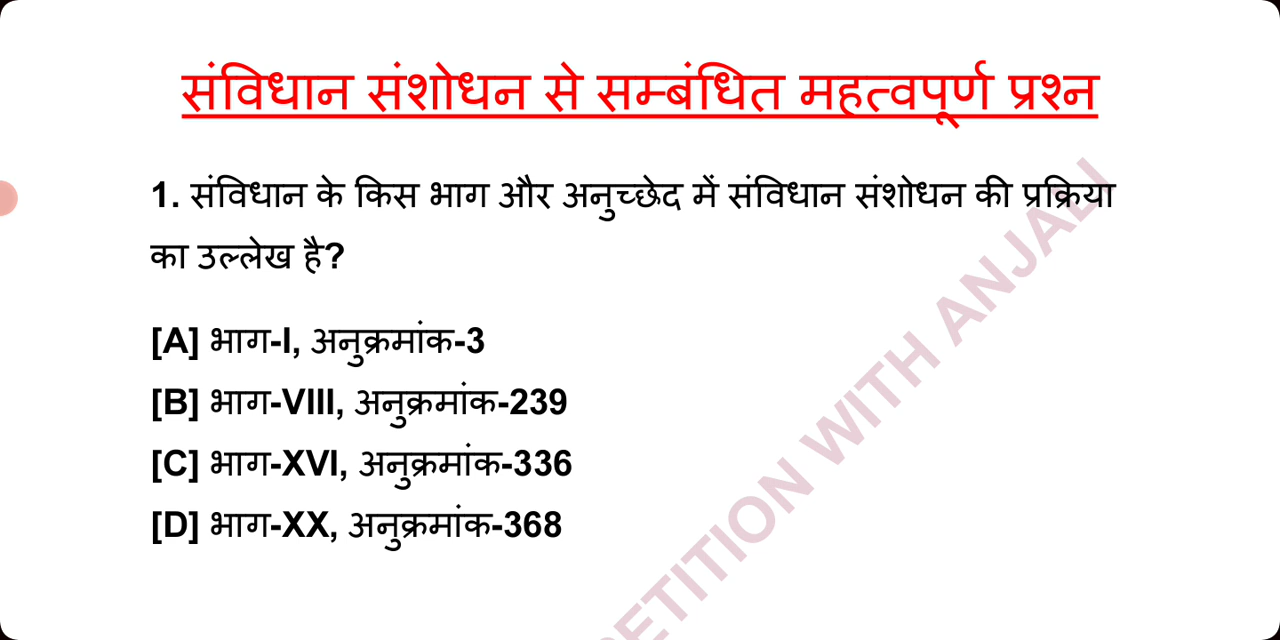 संविधान संशोधन से सम्बंधित महत्वपूर्ण प्रश्न
1. संविधान के किस भाग और अनुच्छेद में संविधान संशोधन की प्रक्रिया
का उल्लेख है?
[A] भाग-I, अनुक्रमांक-3
[B] भाग-VIII, अनुक्रमांक-239
[C] भाग-XVI, अनुक्रमांक-336
[D] भाग-XX, अनुक्रमांक-368
PETITION WITH ANJALI